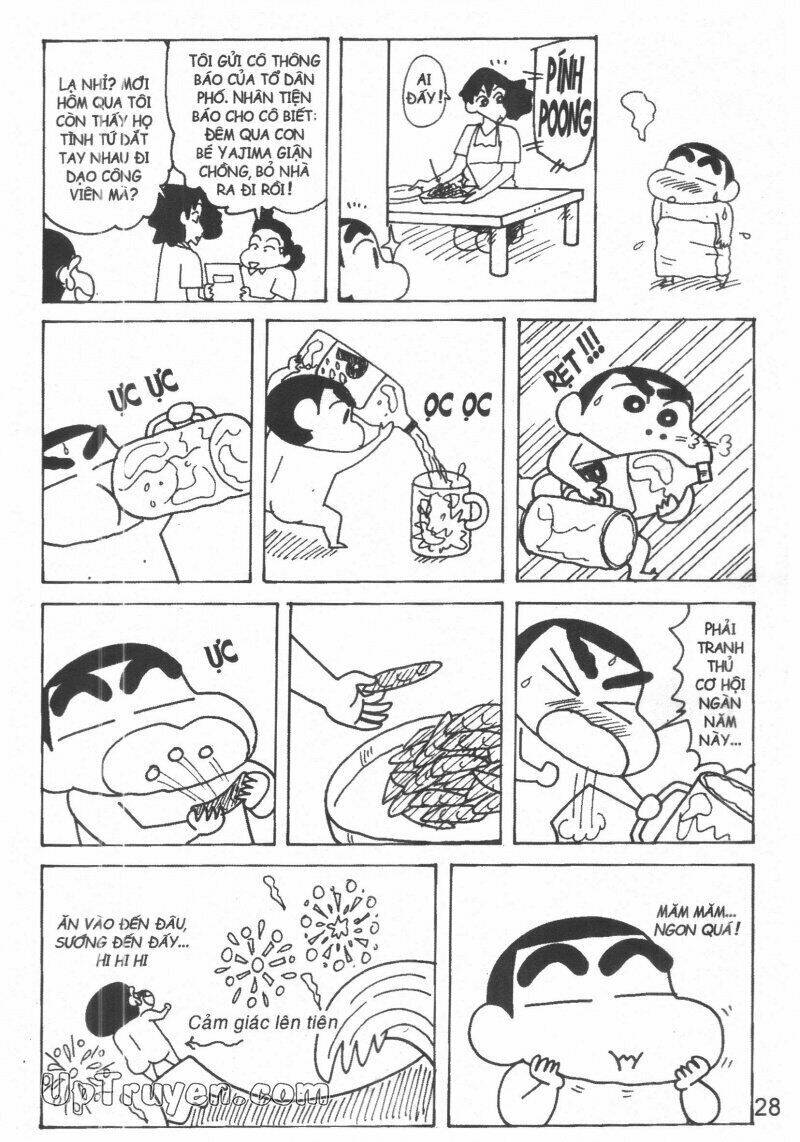 PÍNH
POONG
AI
ĐẤY!
TÔI GỬI CÔ THÔNG
BÁO CỦA TỔ DÂN
PHỐ. NHÂN TIỆN
BÁO CHO CÔ BIẾT:
ĐÊM QUA CON
BÉ YAJIMA GIẬN
CHỒNG, BỎ NHÀ
RA ĐI RỒI!
LẠ NHỈ? MỚI
HÔM QUA TÔI
CÒN THẤY HỌ
TÌNH TỨ DẮT
TAY NHAU ĐI
DẠO CÔNG
VIÊN MÀ?
RẸT!!!
ỌC ỌC
ỰC ỰC
PHẢI
TRANH
THỦ
CƠ HỘI
NGÀN
NĂM
NÀY...
ỰC
MĂM MĂM...
NGON QUÁ!
ĂN VÀO ĐẾN ĐÂU,
SƯỚNG ĐẾN ĐẤY...
HI HI HI
Cảm giác lên tiên
UpTruyen.com
28